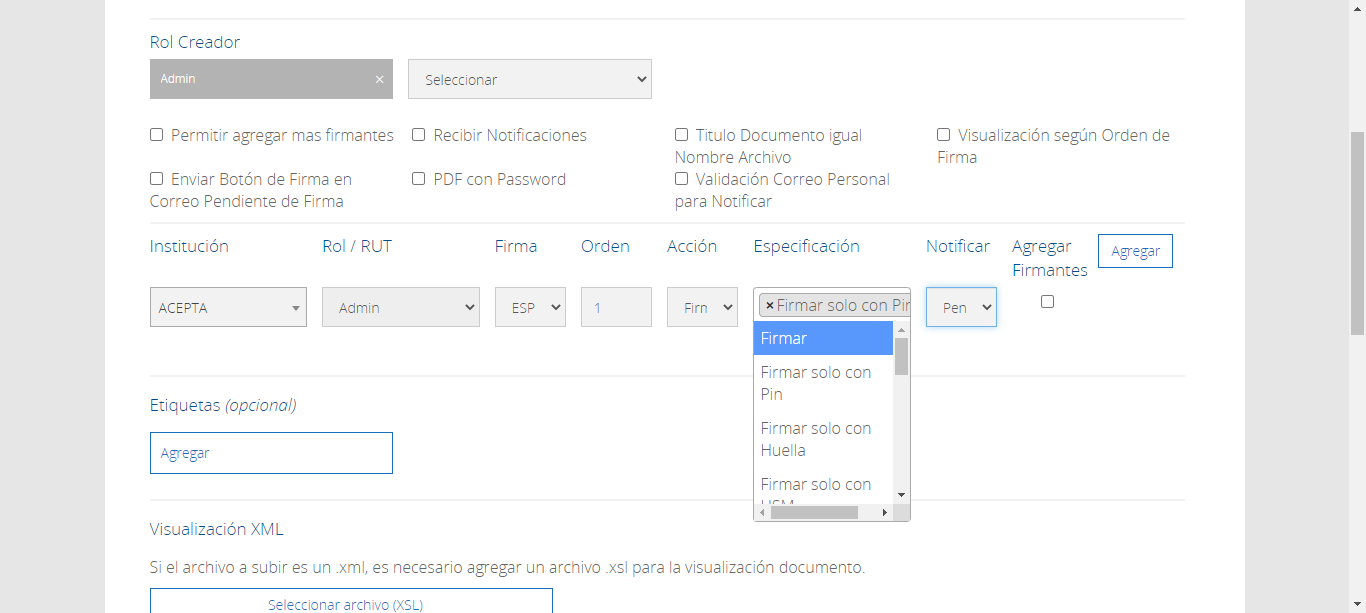 Rol Creador
Admin ×
Seleccionar
Permitir agregar mas firmantes
Recibir Notificaciones
Titulo Documento igual
Nombre Archivo
Visualización según Orden de
Firma
Enviar Botón de Firma en
Correo Pendiente de Firma
PDF con Password
Validación Correo Personal
para Notificar
Institución
Rol / RUT
Firma
Orden
Acción
Especificación
Notificar
Agregar
Firmantes
Agregar
ACEPTA
Admin
ESP
1
Firn
× Firmar solo con Pin
Pen
Firmar
Firmar solo con
Pin
Firmar solo con
Huella
Firmar solo con
HSM
Etiquetas (opcional)
Agregar
Visualización XML
Si el archivo a subir es un .xml, es necesario agregar un archivo .xsl para la visualización documento.
Seleccionar archivo (XSL)